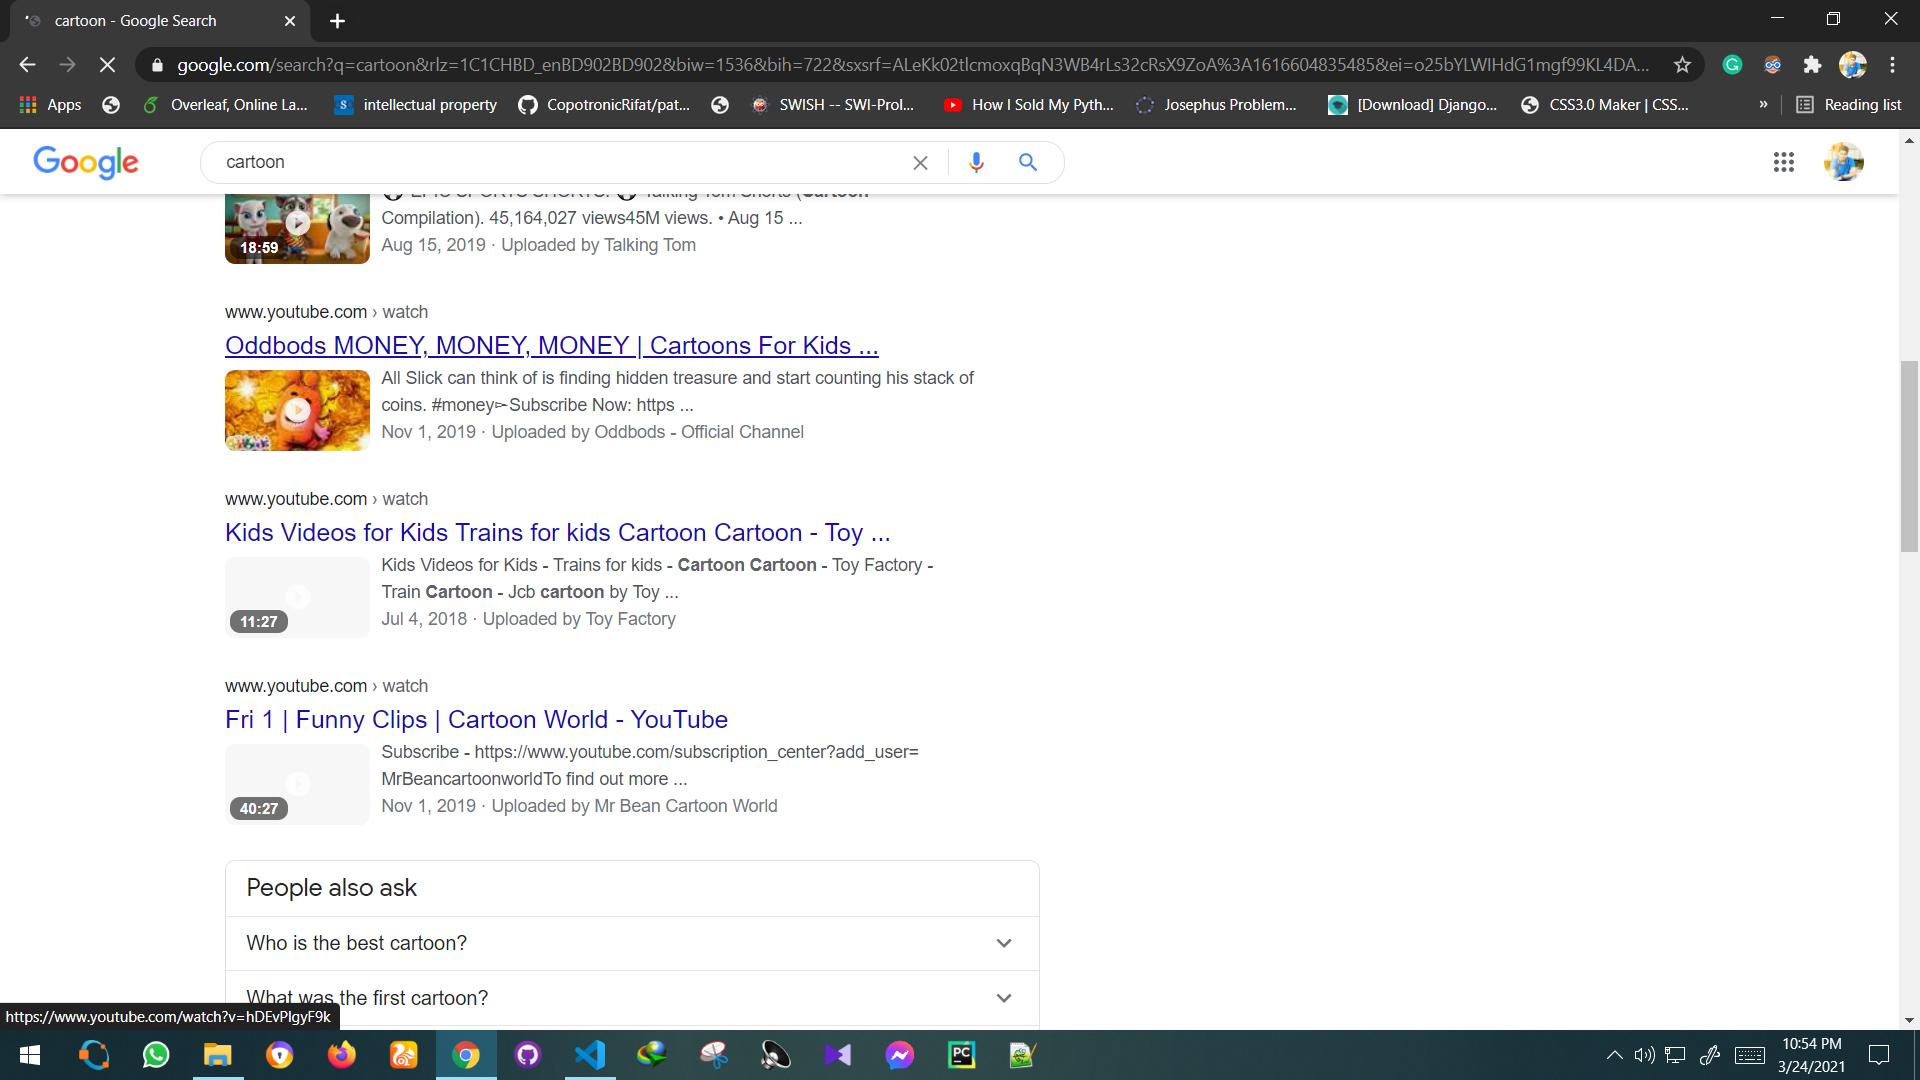 cartoon - Google Search
google.com/search?q=cartoon&rlz=1C1CHBD_enBD902BD902&biw=1536&bih=722&sxsrf=ALeKk02tlcmoxqBqN3WB4rLs32cRsX9ZoA%3A1616604835485&ei=o25bYLWIHdG1mgf99KL4DA...
Apps Overleaf, Online La... intellectual property CopotronicRifat/pat... SWISH -- SWI-Prol... How I Sold My Pyth... Josephus Problem... [Download] Django... CSS3.0 Maker | CSS... » Reading list
Google cartoon
EPIC SPORTS SHORTS! Talking Tom Shorts (Cartoon
Compilation). 45,164,027 views45M views. • Aug 15 ...
18:59
Aug 15, 2019 · Uploaded by Talking Tom
www.youtube.com › watch
Oddbods MONEY, MONEY, MONEY | Cartoons For Kids ...
All Slick can think of is finding hidden treasure and start counting his stack of
coins. #money➳Subscribe Now: https ...
Nov 1, 2019 · Uploaded by Oddbods - Official Channel
www.youtube.com › watch
Kids Videos for Kids Trains for kids Cartoon Cartoon - Toy ...
Kids Videos for Kids - Trains for kids - Cartoon Cartoon - Toy Factory -
Train Cartoon - Jcb cartoon by Toy ...
11:27
Jul 4, 2018 · Uploaded by Toy Factory
www.youtube.com › watch
Fri 1 | Funny Clips | Cartoon World - YouTube
Subscribe - https://www.youtube.com/subscription_center?add_user=
MrBeancartoonworldTo find out more ...
40:27
Nov 1, 2019 · Uploaded by Mr Bean Cartoon World
People also ask
Who is the best cartoon?
What was the first cartoon?
https://www.youtube.com/watch?v=hDEvPIgyF9k
PC
10:54 PM
3/24/2021